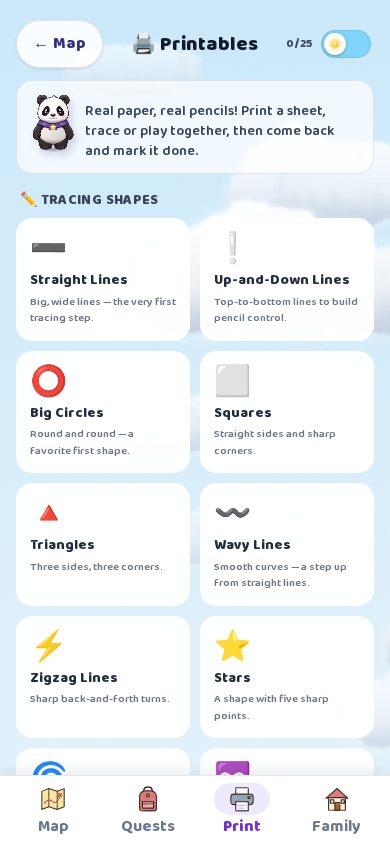 ← Map
Printables
0/25
Real paper, real pencils! Print a sheet,
trace or play together, then come back
and mark it done.
TRACING SHAPES
Straight Lines
Big, wide lines — the very first
tracing step.
Up-and-Down Lines
Top-to-bottom lines to build
pencil control.
Big Circles
Round and round — a
favorite first shape.
Squares
Straight sides and sharp
corners.
Triangles
Three sides, three corners.
Wavy Lines
Smooth curves — a step up
from straight lines.
Zigzag Lines
Sharp back-and-forth turns.
Stars
A shape with five sharp
points.
Map
Quests
Print
Family